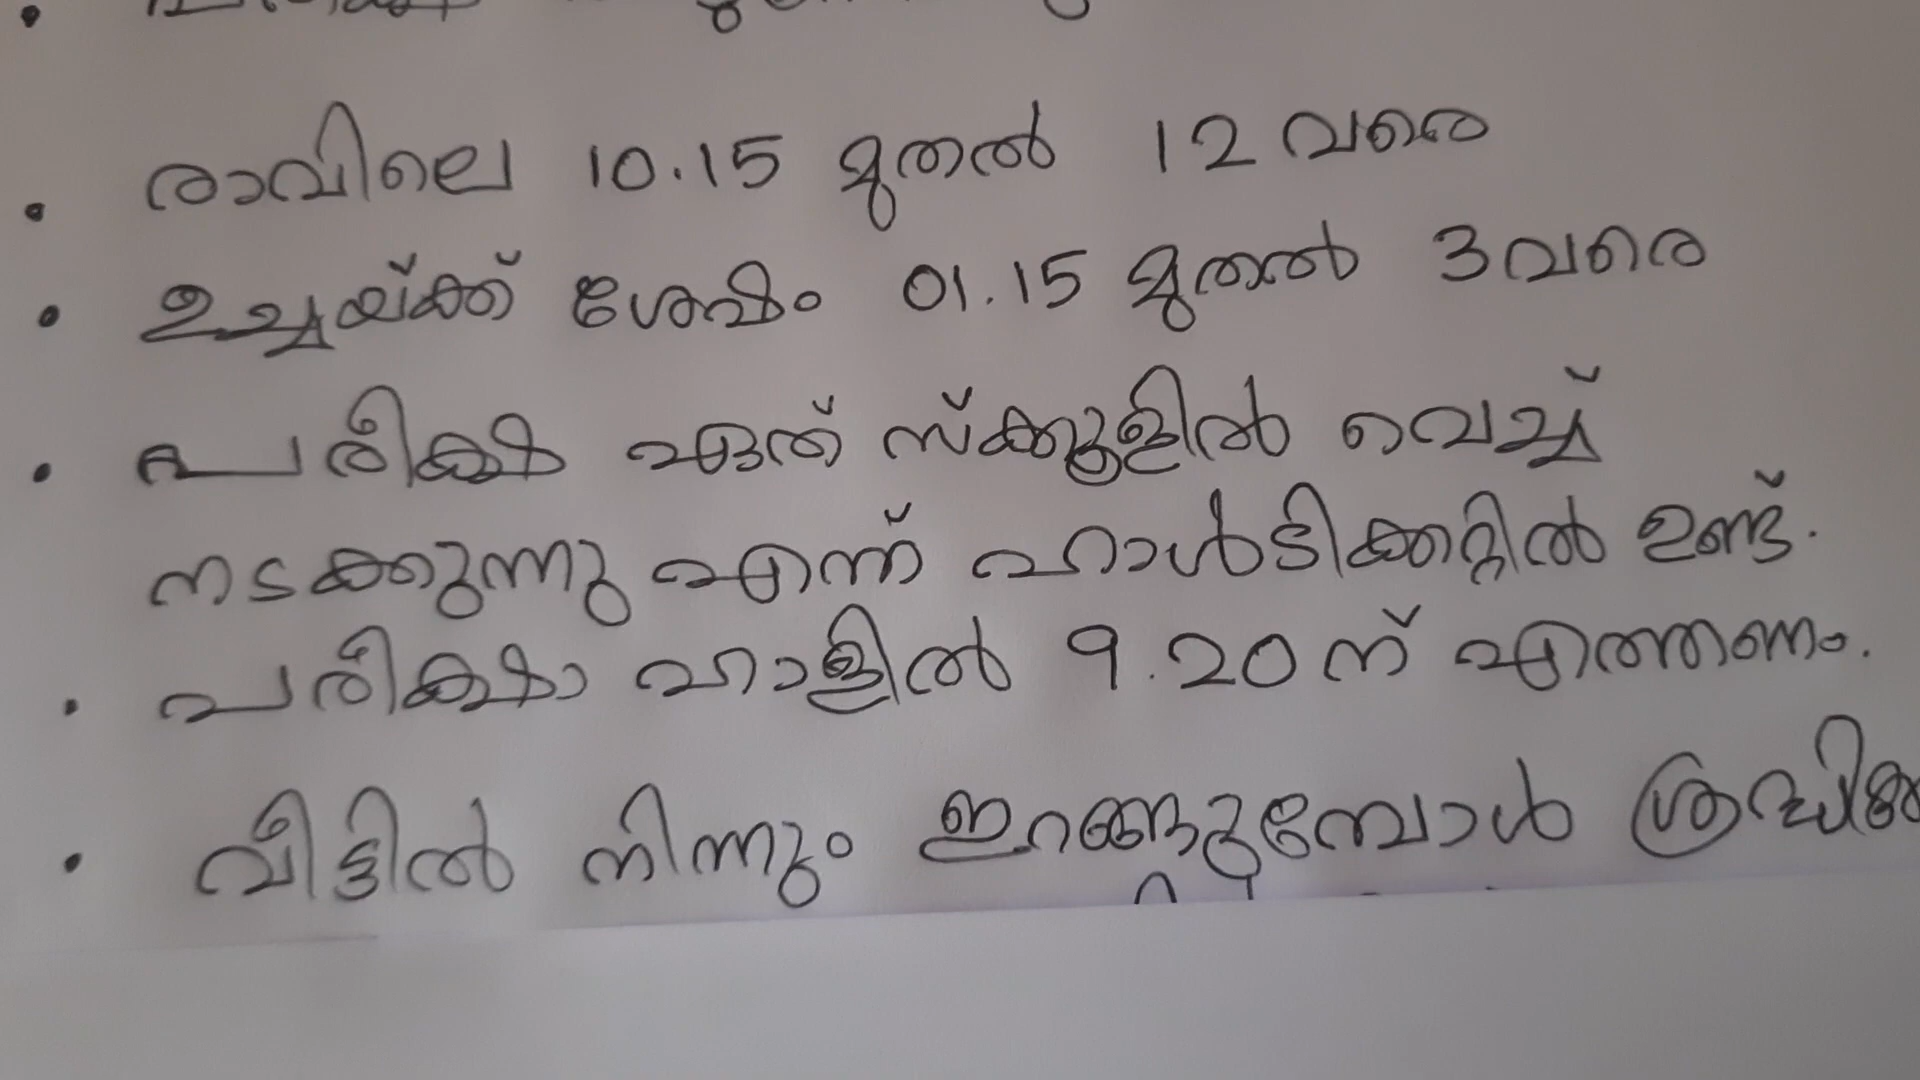 • രാവിലെ 10.15 മുതൽ 12 വരെ
• ഉച്ചയ്ക്ക് ശേഷം 01.15 മുതൽ 3 വരെ
• പരീക്ഷ ഏത് സ്ക്കൂളിൽ വെച്ച്
നടക്കുന്നു എന്ന് ഹാൾടിക്കറ്റിൽ ഉണ്ട്.
• പരീക്ഷാ ഹാളിൽ 9.20 ന് എത്തണം.
• വീട്ടിൽ നിന്നും ഇറങ്ങുമ്പോൾ